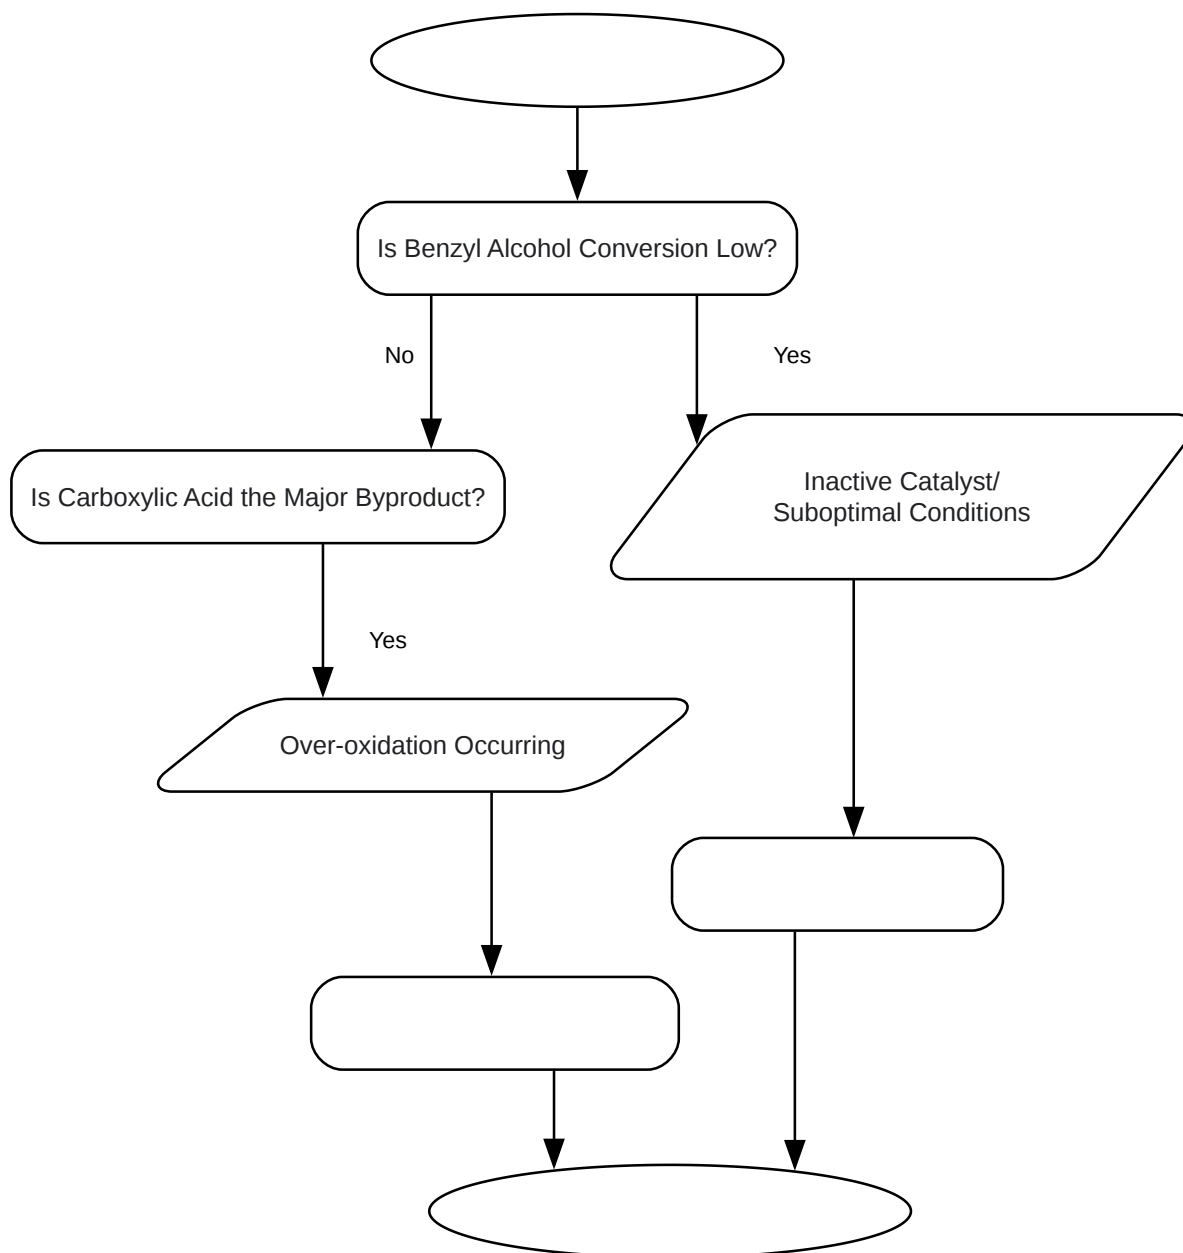 Is Benzyl Alcohol Conversion Low?
No
Yes
Inactive Catalyst/
Suboptimal Conditions
Is Carboxylic Acid the Major Byproduct?
Yes
Over-oxidation Occurring